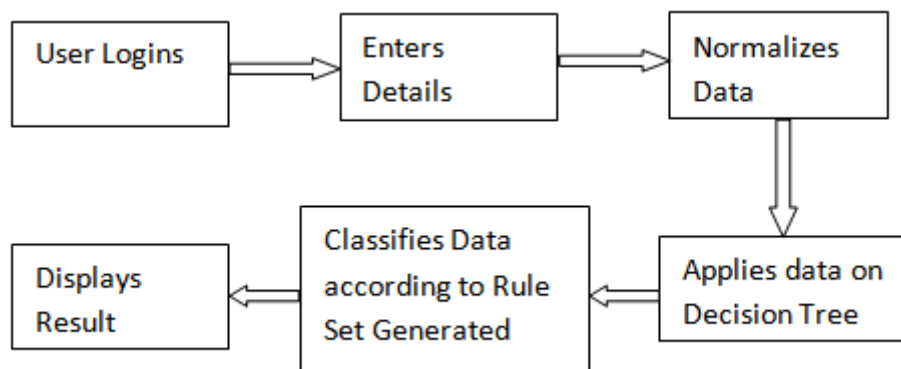 User Logins
Enters
Details
Normalizes
Data
Applies data on
Decision Tree
Classifies Data
according to Rule
Set Generated
Displays
Result